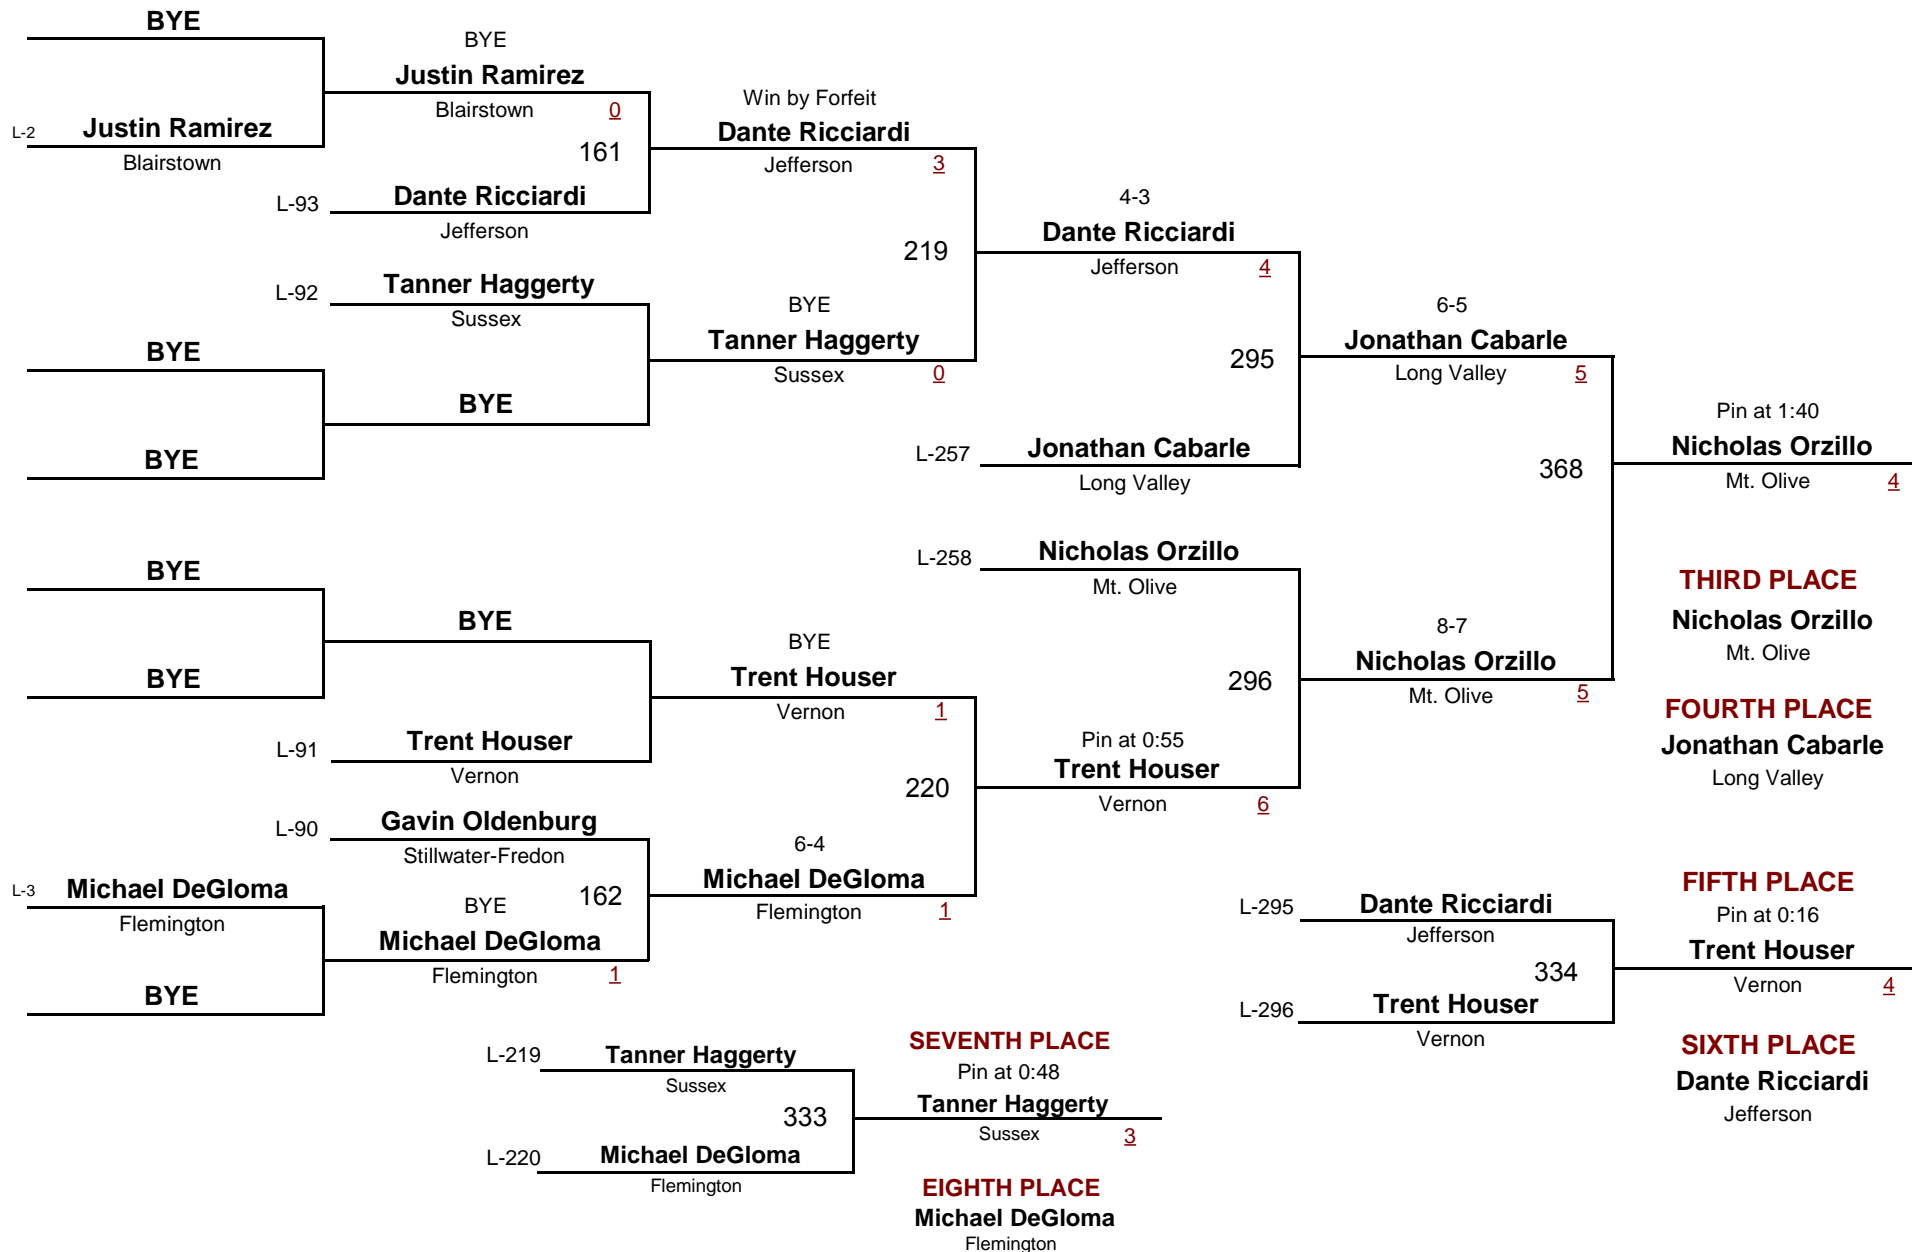 BYE
BYE
Justin Ramirez
Blairstown 0
L-2 Justin Ramirez
Blairstown
161
Win by Forfeit
Dante Ricciardi
Jefferson 3
L-93 Dante Ricciardi
Jefferson
219
4-3
Dante Ricciardi
Jefferson 4
L-92 Tanner Haggerty
Sussex
BYE
Tanner Haggerty
Sussex 0
BYE
BYE
BYE
295
6-5
Jonathan Cabarle
Long Valley 5
L-257 Jonathan Cabarle
Long Valley
368
Pin at 1:40
Nicholas Orzillo
Mt. Olive 4
L-258 Nicholas Orzillo
Mt. Olive
BYE
BYE
BYE
BYE
Trent Houser
Vernon 1
L-91 Trent Houser
Vernon
296
8-7
Nicholas Orzillo
Mt. Olive 5
THIRD PLACE
Nicholas Orzillo
Mt. Olive
FOURTH PLACE
Jonathan Cabarle
Long Valley
220
Pin at 0:55
Trent Houser
Vernon 6
L-90 Gavin Oldenburg
Stillwater-Fredon
162
6-4
Michael DeGloma
Flemington 1
L-3 Michael DeGloma
Flemington
BYE
Michael DeGloma
Flemington 1
BYE
L-295 Dante Ricciardi
Jefferson
334
L-296 Trent Houser
Vernon
FIFTH PLACE
Pin at 0:16
Trent Houser
Vernon 4
SIXTH PLACE
Dante Ricciardi
Jefferson
L-219 Tanner Haggerty
Sussex
333
L-220 Michael DeGloma
Flemington
SEVENTH PLACE
Pin at 0:48
Tanner Haggerty
Sussex 3
EIGHTH PLACE
Michael DeGloma
Flemington